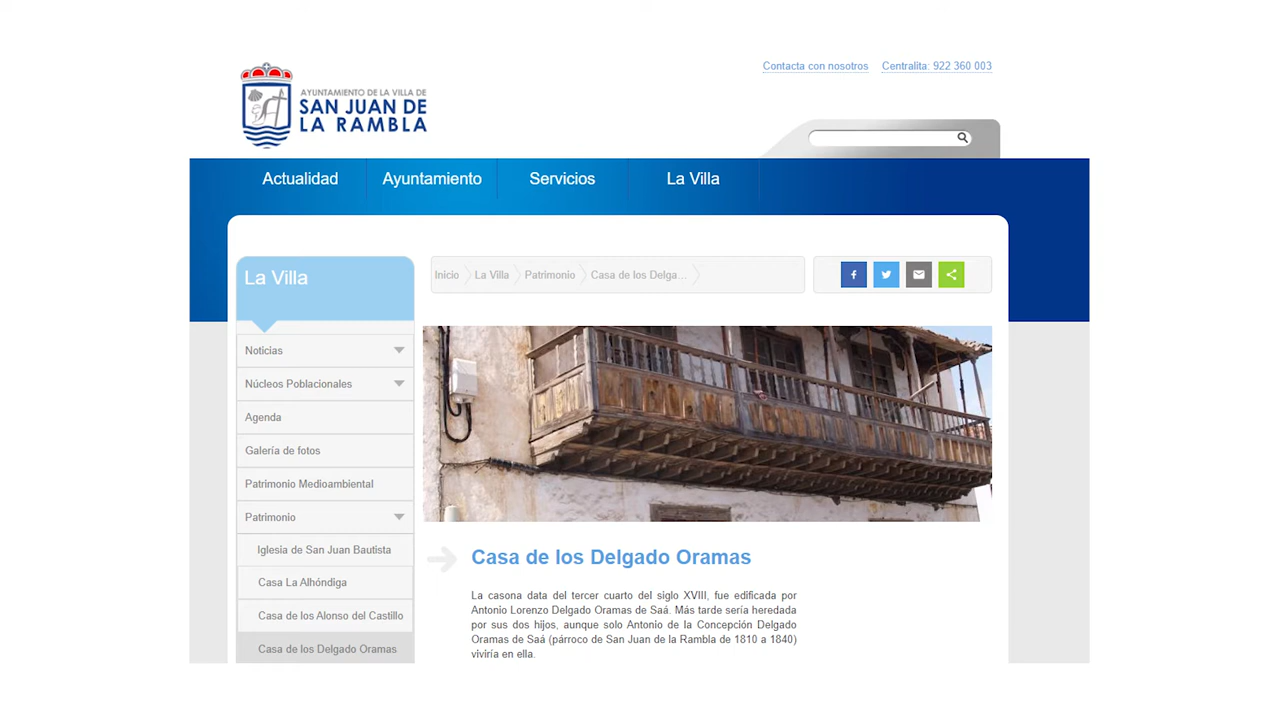 Contacta con nosotros
Centralita: 922 360 003
AYUNTAMIENTO DE LA VILLA DE
SAN JUAN DE
LA RAMBLA
Actualidad
Ayuntamiento
Servicios
La Villa
La Villa
Inicio
La Villa
Patrimonio
Casa de los Delga...
Noticias
Núcleos Poblacionales
Agenda
Galería de fotos
Patrimonio Medioambiental
Patrimonio
Iglesia de San Juan Bautista
Casa La Alhóndiga
Casa de los Alonso del Castillo
Casa de los Delgado Oramas
Casa de los Delgado Oramas
La casona data del tercer cuarto del siglo XVIII, fue edificada por
Antonio Lorenzo Delgado Oramas de Saá. Más tarde sería heredada
por sus dos hijos, aunque solo Antonio de la Concepción Delgado
Oramas de Saá (párroco de San Juan de la Rambla de 1810 a 1840)
viviría en ella.